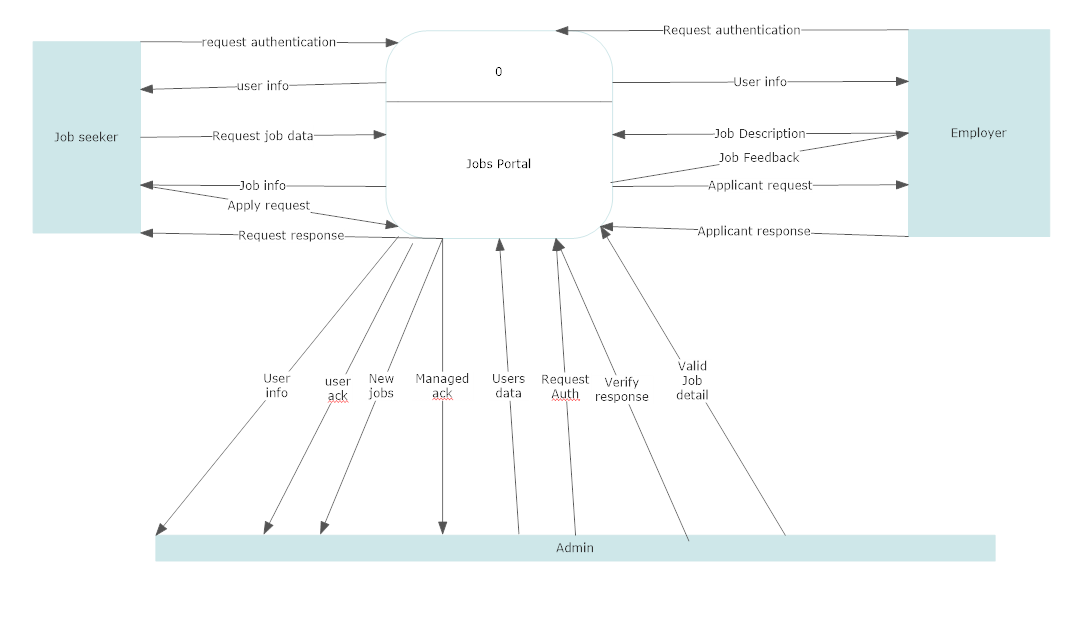 request authentication
Request authentication
0
user info
User info
Job seeker
Request job data
Job Description
Employer
Job Feedback
Jobs Portal
Job info
Applicant request
Apply request
Request response
Applicant response
User
info
user
ack
New
jobs
Managed
ack
Users
data
Request
Auth
Verify
response
Valid
Job
detail
Admin